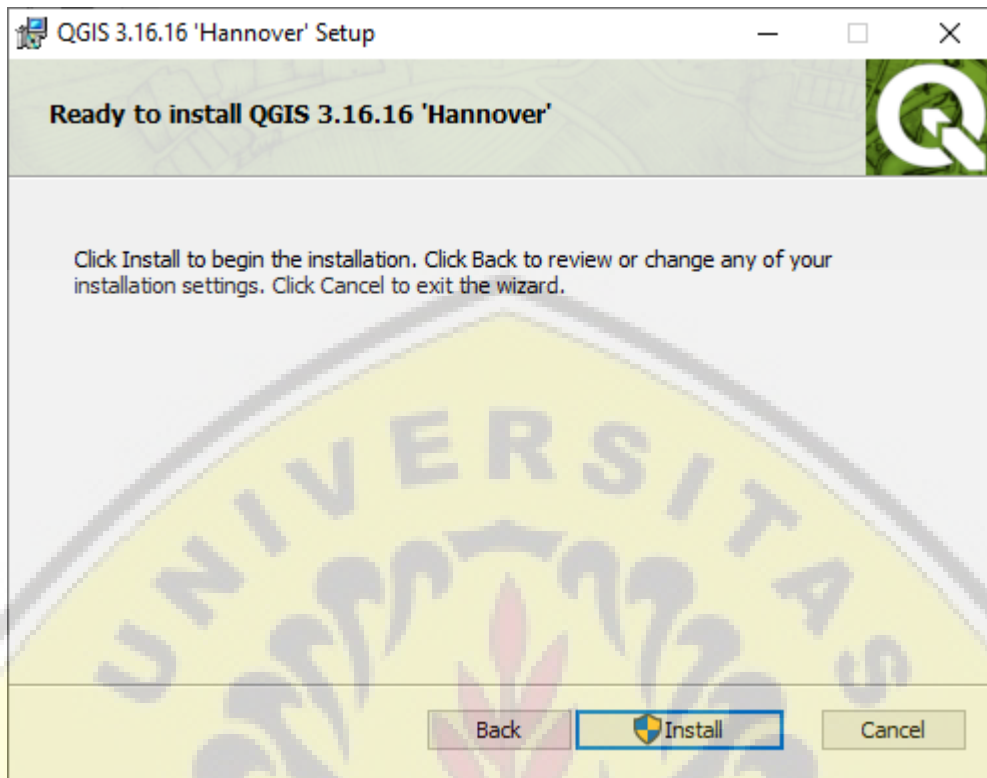 QGIS 3.16.16 'Hannover' Setup
Ready to install QGIS 3.16.16 'Hannover'
Click Install to begin the installation. Click Back to review or change any of your
installation settings. Click Cancel to exit the wizard.
UNIVERSITAS
Back
Install
Cancel